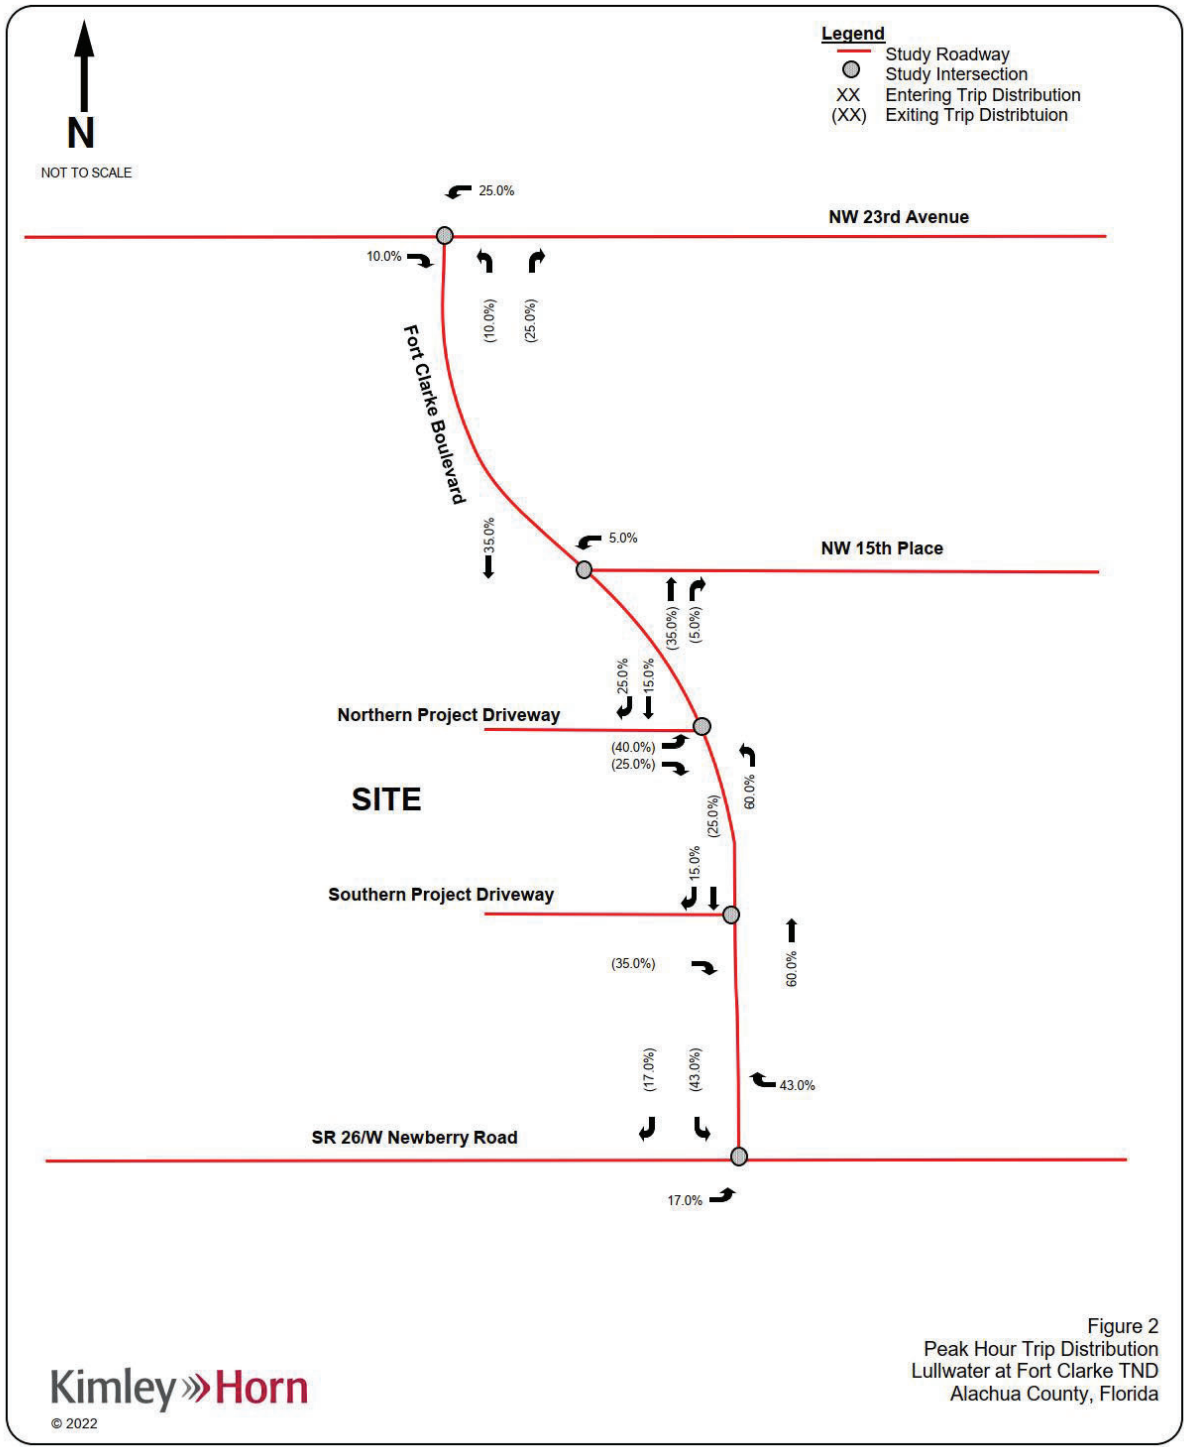 Legend
Study Roadway
Study Intersection
XX Entering Trip Distribution
(XX) Exiting Trip Distribtuion
N
NOT TO SCALE
25.0%
NW 23rd Avenue
10.0%
(10.0%)
(25.0%)
Fort Clarke Boulevard
35.0%
5.0%
NW 15th Place
(35.0%)
(5.0%)
25.0%
15.0%
Northern Project Driveway
(40.0%)
(25.0%)
60.0%
SITE
(25.0%)
15.0%
Southern Project Driveway
60.0%
(35.0%)
(17.0%)
(43.0%)
43.0%
SR 26/W Newberry Road
17.0%
Figure 2
Peak Hour Trip Distribution
Lullwater at Fort Clarke TND
Alachua County, Florida
Kimley Horn
© 2022